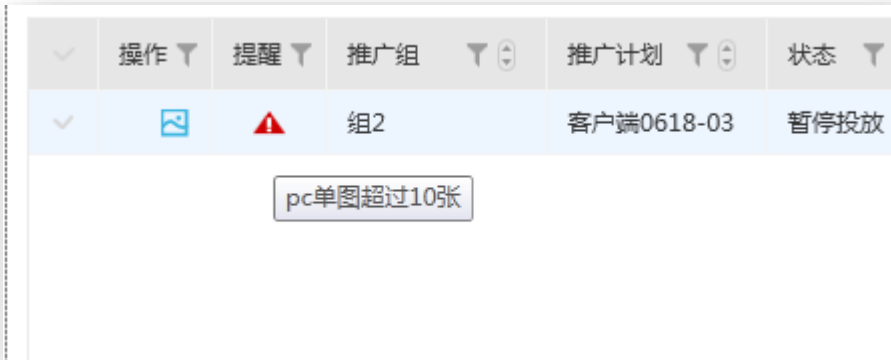 操作 提醒 推广组 推广计划 状态
组2 客户端0618-03 暂停投放
pc单图超过10张